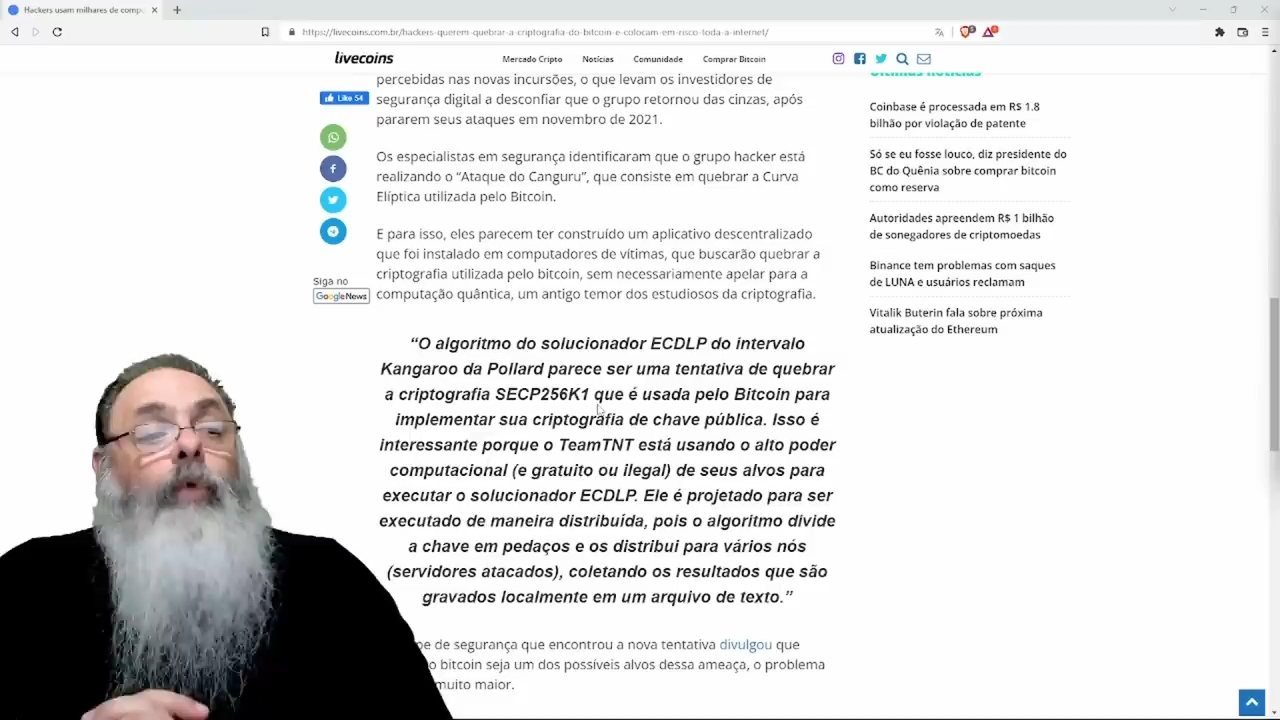 Hackers usam milhares de compu
https://livecoins.com.br/hackers-querem-quebrar-a-criptografia-do-bitcoin-e-colocam-em-risco-toda-a-internet/
livecoins
Mercado Cripto
Notícias
Comunidade
Comprar Bitcoin
Like 54
percebidas nas novas incursões, o que levam os investidores de
segurança digital a desconfiar que o grupo retornou das cinzas, após
pararem seus ataques em novembro de 2021.
Os especialistas em segurança identificaram que o grupo hacker está
realizando o “Ataque do Canguru”, que consiste em quebrar a Curva
Elíptica utilizada pelo Bitcoin.
E para isso, eles parecem ter construído um aplicativo descentralizado
que foi instalado em computadores de vítimas, que buscarão quebrar a
criptografia utilizada pelo bitcoin, sem necessariamente apelar para a
computação quântica, um antigo temor dos estudiosos da criptografia.
Siga no
Google News
“O algoritmo do solucionador ECDLP do intervalo
Kangaroo da Pollard parece ser uma tentativa de quebrar
a criptografia SECP256K1 que é usada pelo Bitcoin para
implementar sua criptografia de chave pública. Isso é
interessante porque o TeamTNT está usando o alto poder
computacional (e gratuito ou ilegal) de seus alvos para
executar o solucionador ECDLP. Ele é projetado para ser
executado de maneira distribuída, pois o algoritmo divide
a chave em pedaços e os distribui para vários nós
(servidores atacados), coletando os resultados que são
gravados localmente em um arquivo de texto.”
de segurança que encontrou a nova tentativa divulgou que
o bitcoin seja um dos possíveis alvos dessa ameaça, o problema
muito maior.
Últimas notícias
Coinbase é processada em R$ 1.8
bilhão por violação de patente
Só se eu fosse louco, diz presidente do
BC do Quênia sobre comprar bitcoin
como reserva
Autoridades apreendem R$ 1 bilhão
de sonegadores de criptomoedas
Binance tem problemas com saques
de LUNA e usuários reclamam
Vitalik Buterin fala sobre próxima
atualização do Ethereum